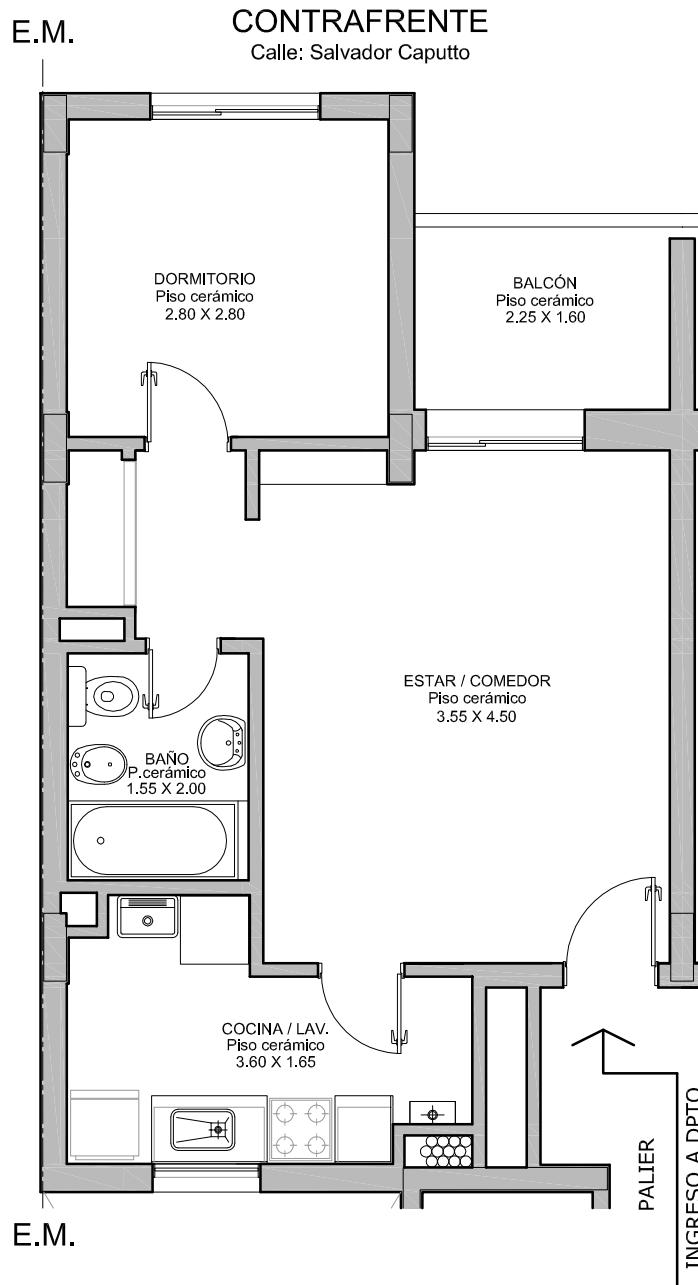 CONTRAFRENTE
E.M.
Calle: Salvador Caputto
DORMITORIO
Piso cerámico
2.80 X 2.80
BALCÓN
Piso cerámico
2.25 X 1.60
ESTAR / COMEDOR
Piso cerámico
3.55 X 4.50
BAÑO
P.cerámico
1.55 X 2.00
COCINA / LAV.
Piso cerámico
3.60 X 1.65
PALIER
INGRESO A DPTO
E.M.